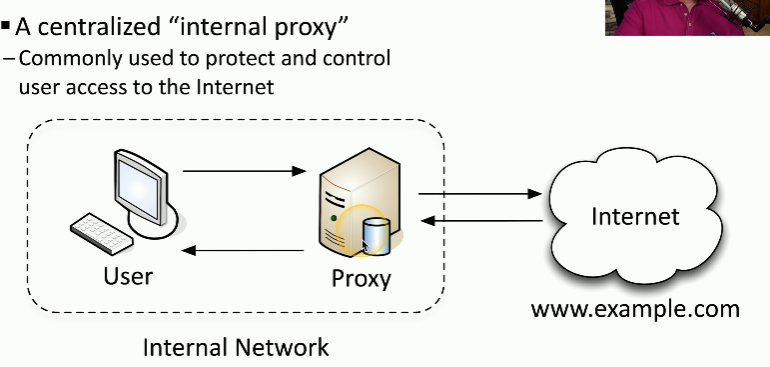 ▪ A centralized “internal proxy”
– Commonly used to protect and control
user access to the Internet
User
Proxy
Internet
www.example.com
Internal Network